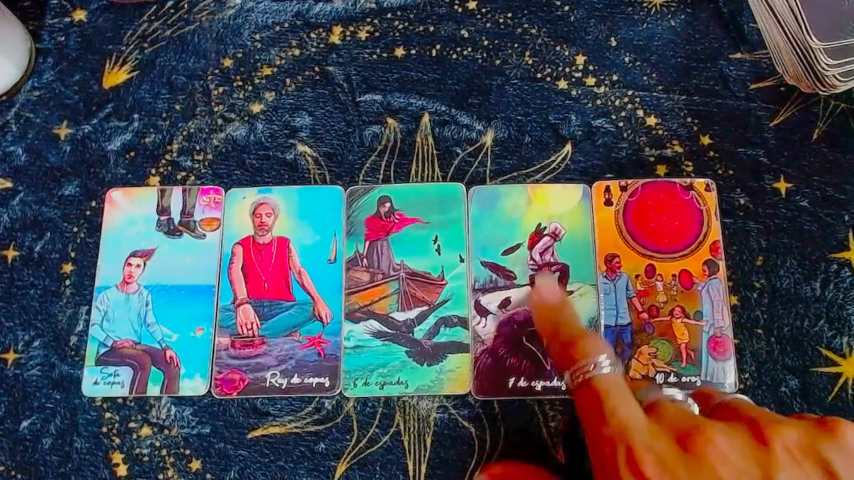 Sota
de copas
Rey de copas
6 de espadas
7 de espadas
10 de oros